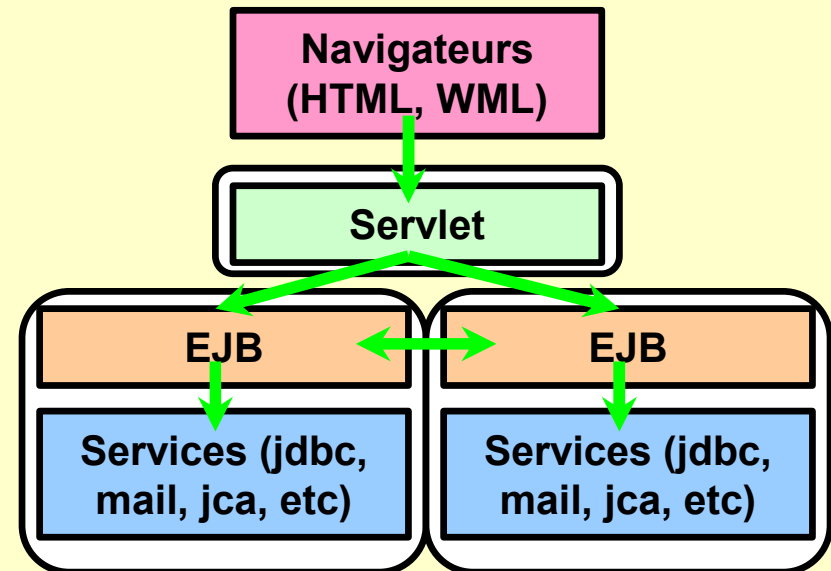 Navigateurs
(HTML, WML)
Servlet
EJB
EJB
Services (jdbc,
mail, jca, etc)
Services (jdbc,
mail, jca, etc)